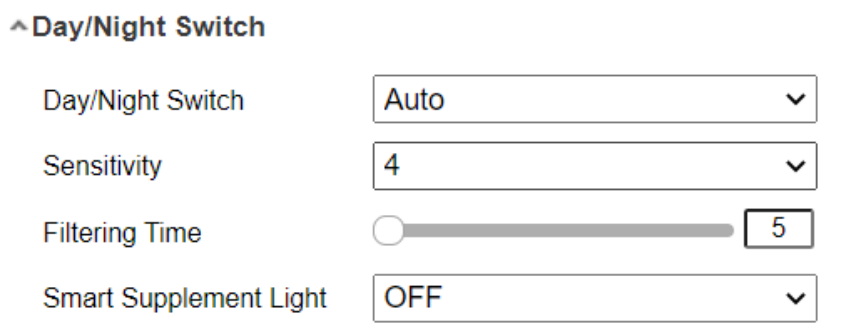 Day/Night Switch
Day/Night Switch Auto
Sensitivity 4
Filtering Time 5
Smart Supplement Light OFF